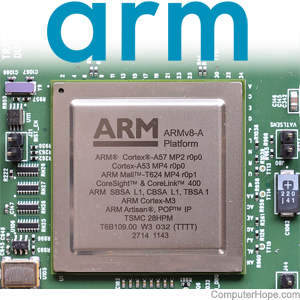 arm
ARM
ARMv8-A
Platform
ARM® Cortex®-A57 MP2 r0p0
Cortex-A53 MP4 r0p0
ARM Mali™-T624 MP4 r0p1
CoreSight™ & CoreLink™ 400
ARM SBSA L1, CBSA L1, TBSA L1
ARM Cortex-M3
ARM Artisan®, POP™ IP
TSMC 28HPM
T6B109.00 W3 032 (TTTT)
2714 1143
ComputerHope.com